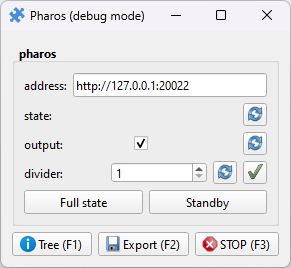 Pharos (debug mode)
pharos
address: http://127.0.0.1:20022
state:
output:
divider: 1
Full state Standby
Tree (F1) Export (F2) STOP (F3)